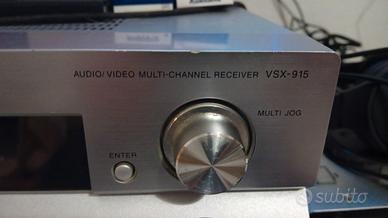 AUDIO/VIDEO MULTI-CHANNEL RECEIVER VSX-915
MULTI JOG
ENTER
subito